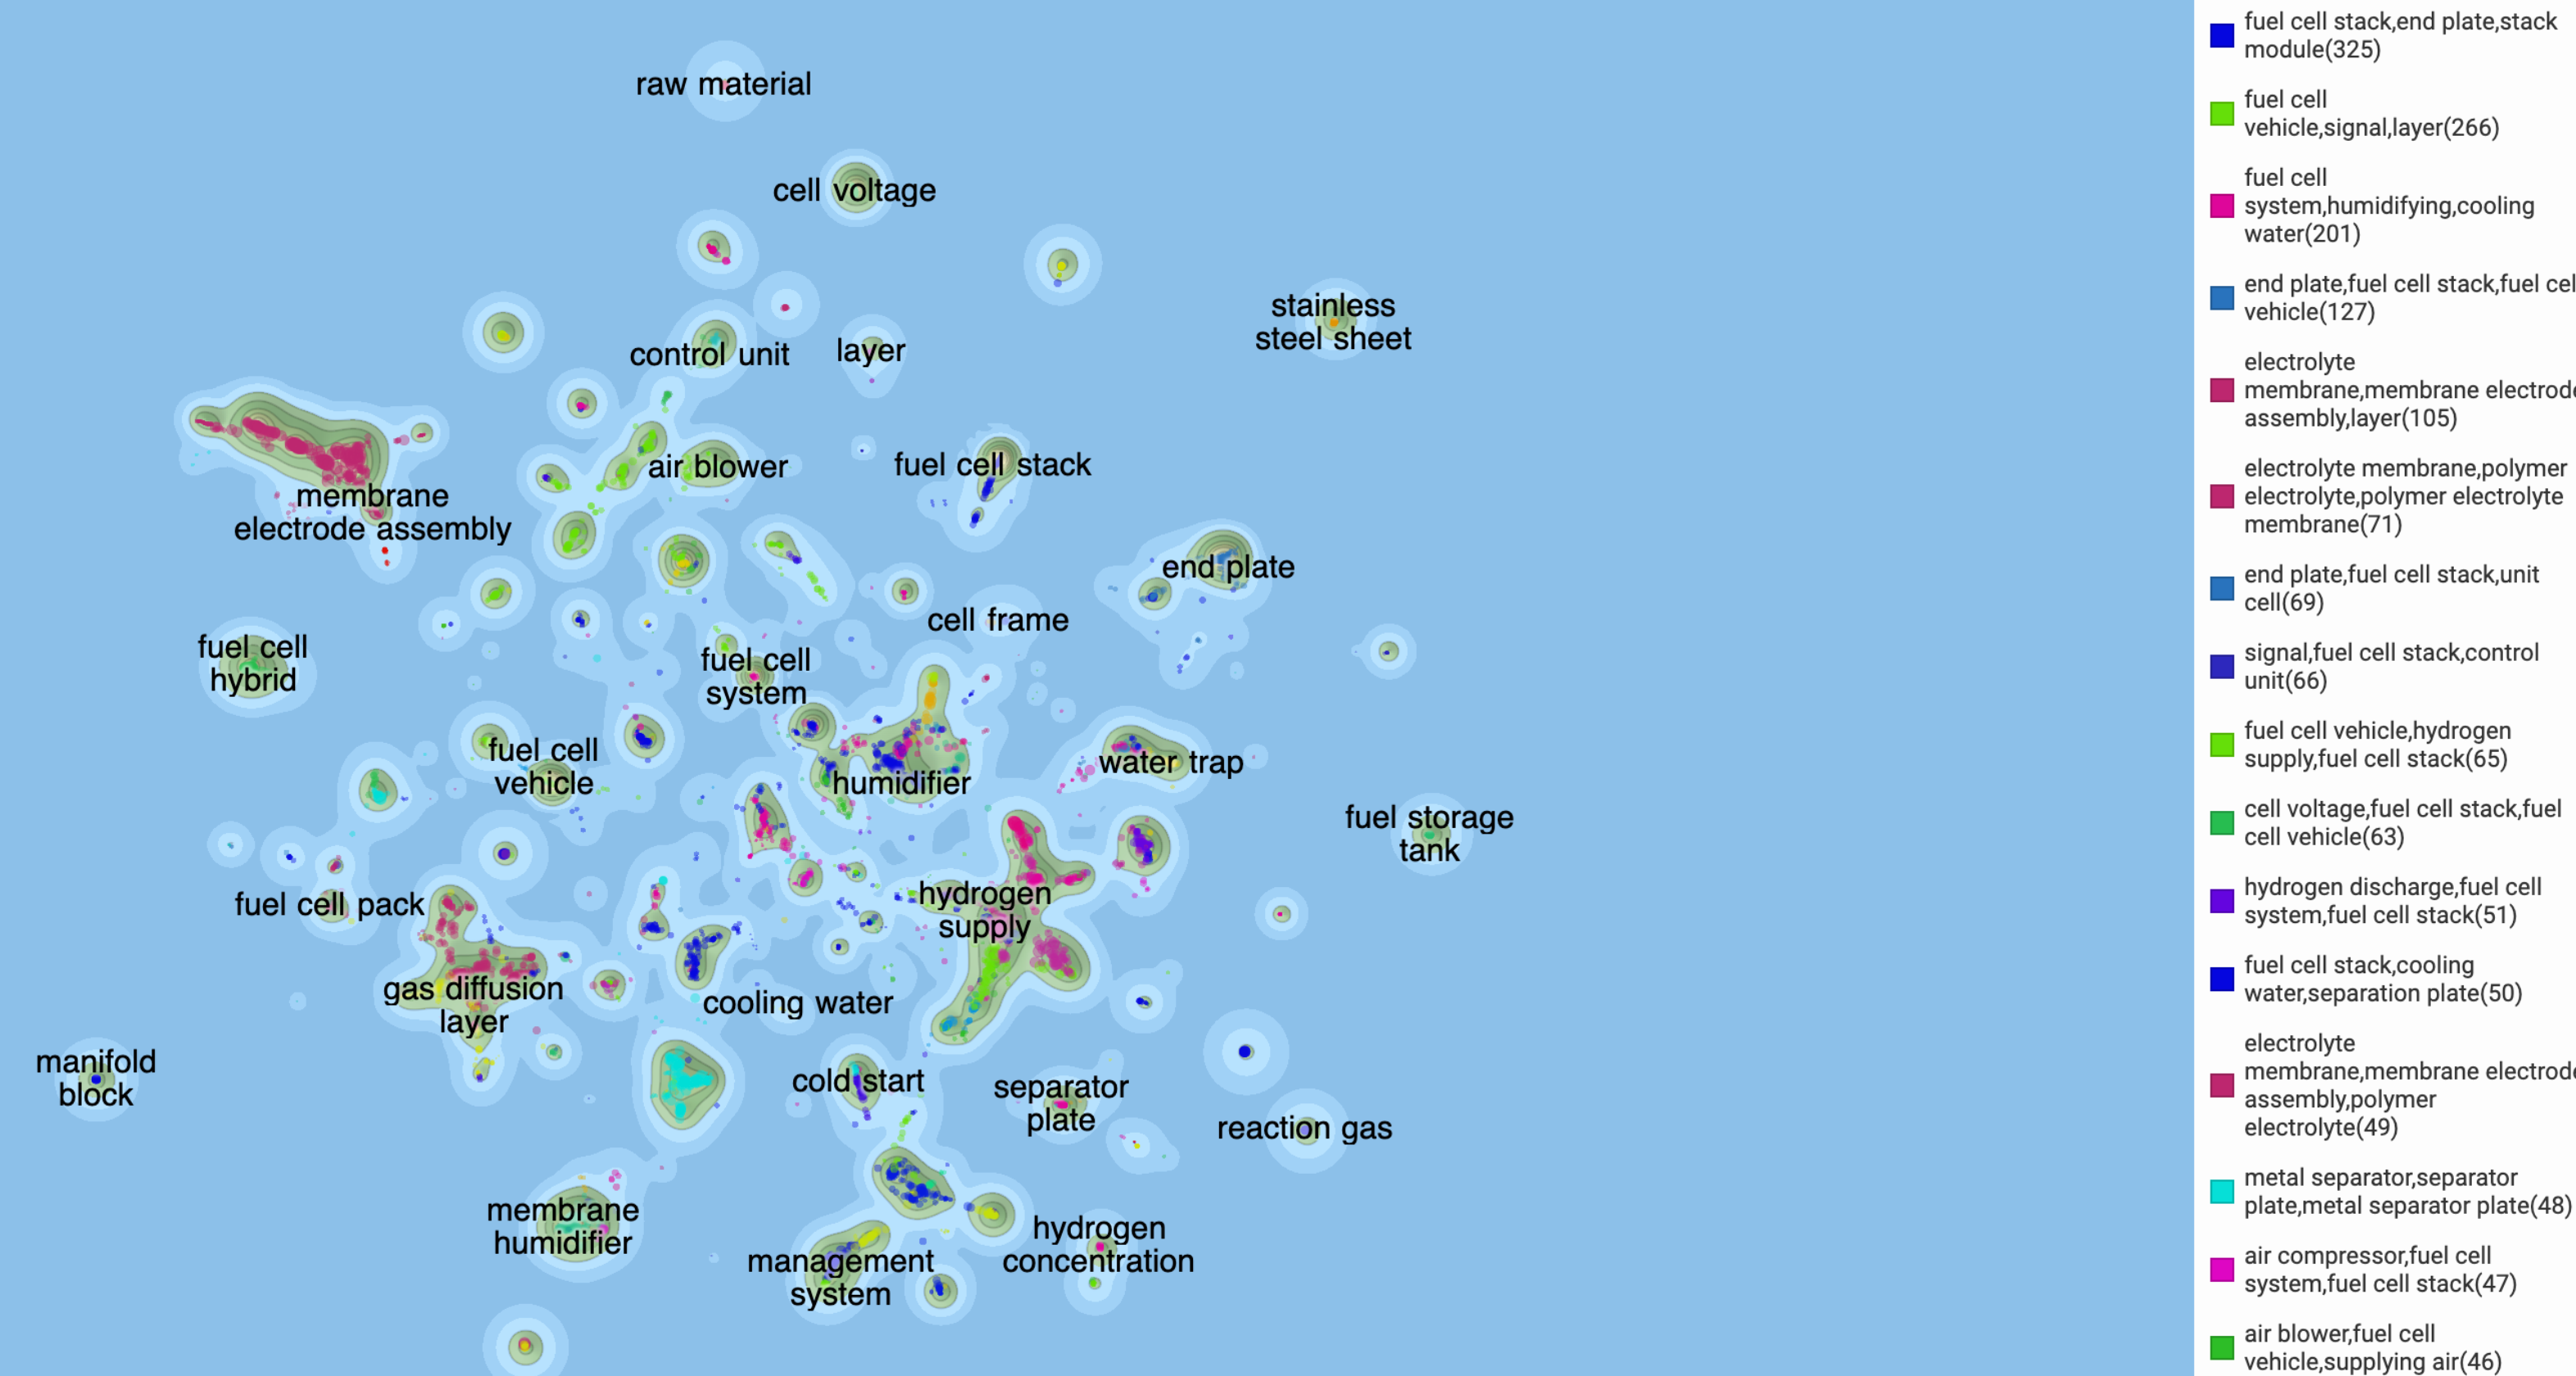 raw material
cell voltage
stainless
steel sheet
control unit
layer
air blower
fuel cell stack
membrane
electrode assembly
end plate
cell frame
fuel cell
hybrid
fuel cell
system
fuel cell
vehicle
humidifier
water trap
fuel storage
tank
fuel cell pack
hydrogen
supply
gas diffusion
layer
cooling water
manifold
block
cold start
separator
plate
reaction gas
membrane
humidifier
management
system
hydrogen
concentration
fuel cell stack,end plate,stack
module(325)
fuel cell
vehicle,signal,layer(266)
fuel cell
system,humidifying,cooling
water(201)
end plate,fuel cell stack,fuel cel
vehicle(127)
electrolyte
membrane,membrane electrode
assembly,layer(105)
electrolyte membrane,polymer
electrolyte,polymer electrolyte
membrane(71)
end plate,fuel cell stack,unit
cell(69)
signal,fuel cell stack,control
unit(66)
fuel cell vehicle,hydrogen
supply,fuel cell stack(65)
cell voltage,fuel cell stack,fuel
cell vehicle(63)
hydrogen discharge,fuel cell
system,fuel cell stack(51)
fuel cell stack,cooling
water,separation plate(50)
electrolyte
membrane,membrane electrode
assembly,polymer
electrolyte(49)
metal separator,separator
plate,metal separator plate(48)
air compressor,fuel cell
system,fuel cell stack(47)
air blower,fuel cell
vehicle,supplying air(46)